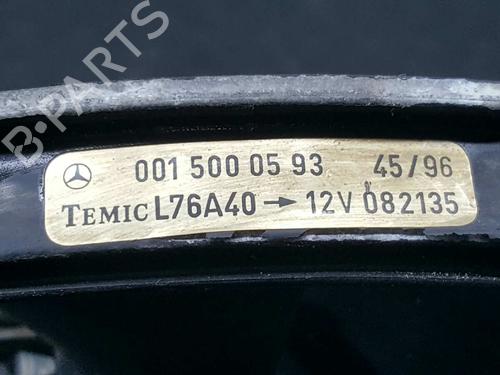 B-PARTS
001 500 05 93 45/96
TEMIC L76A40 → 12V 082135